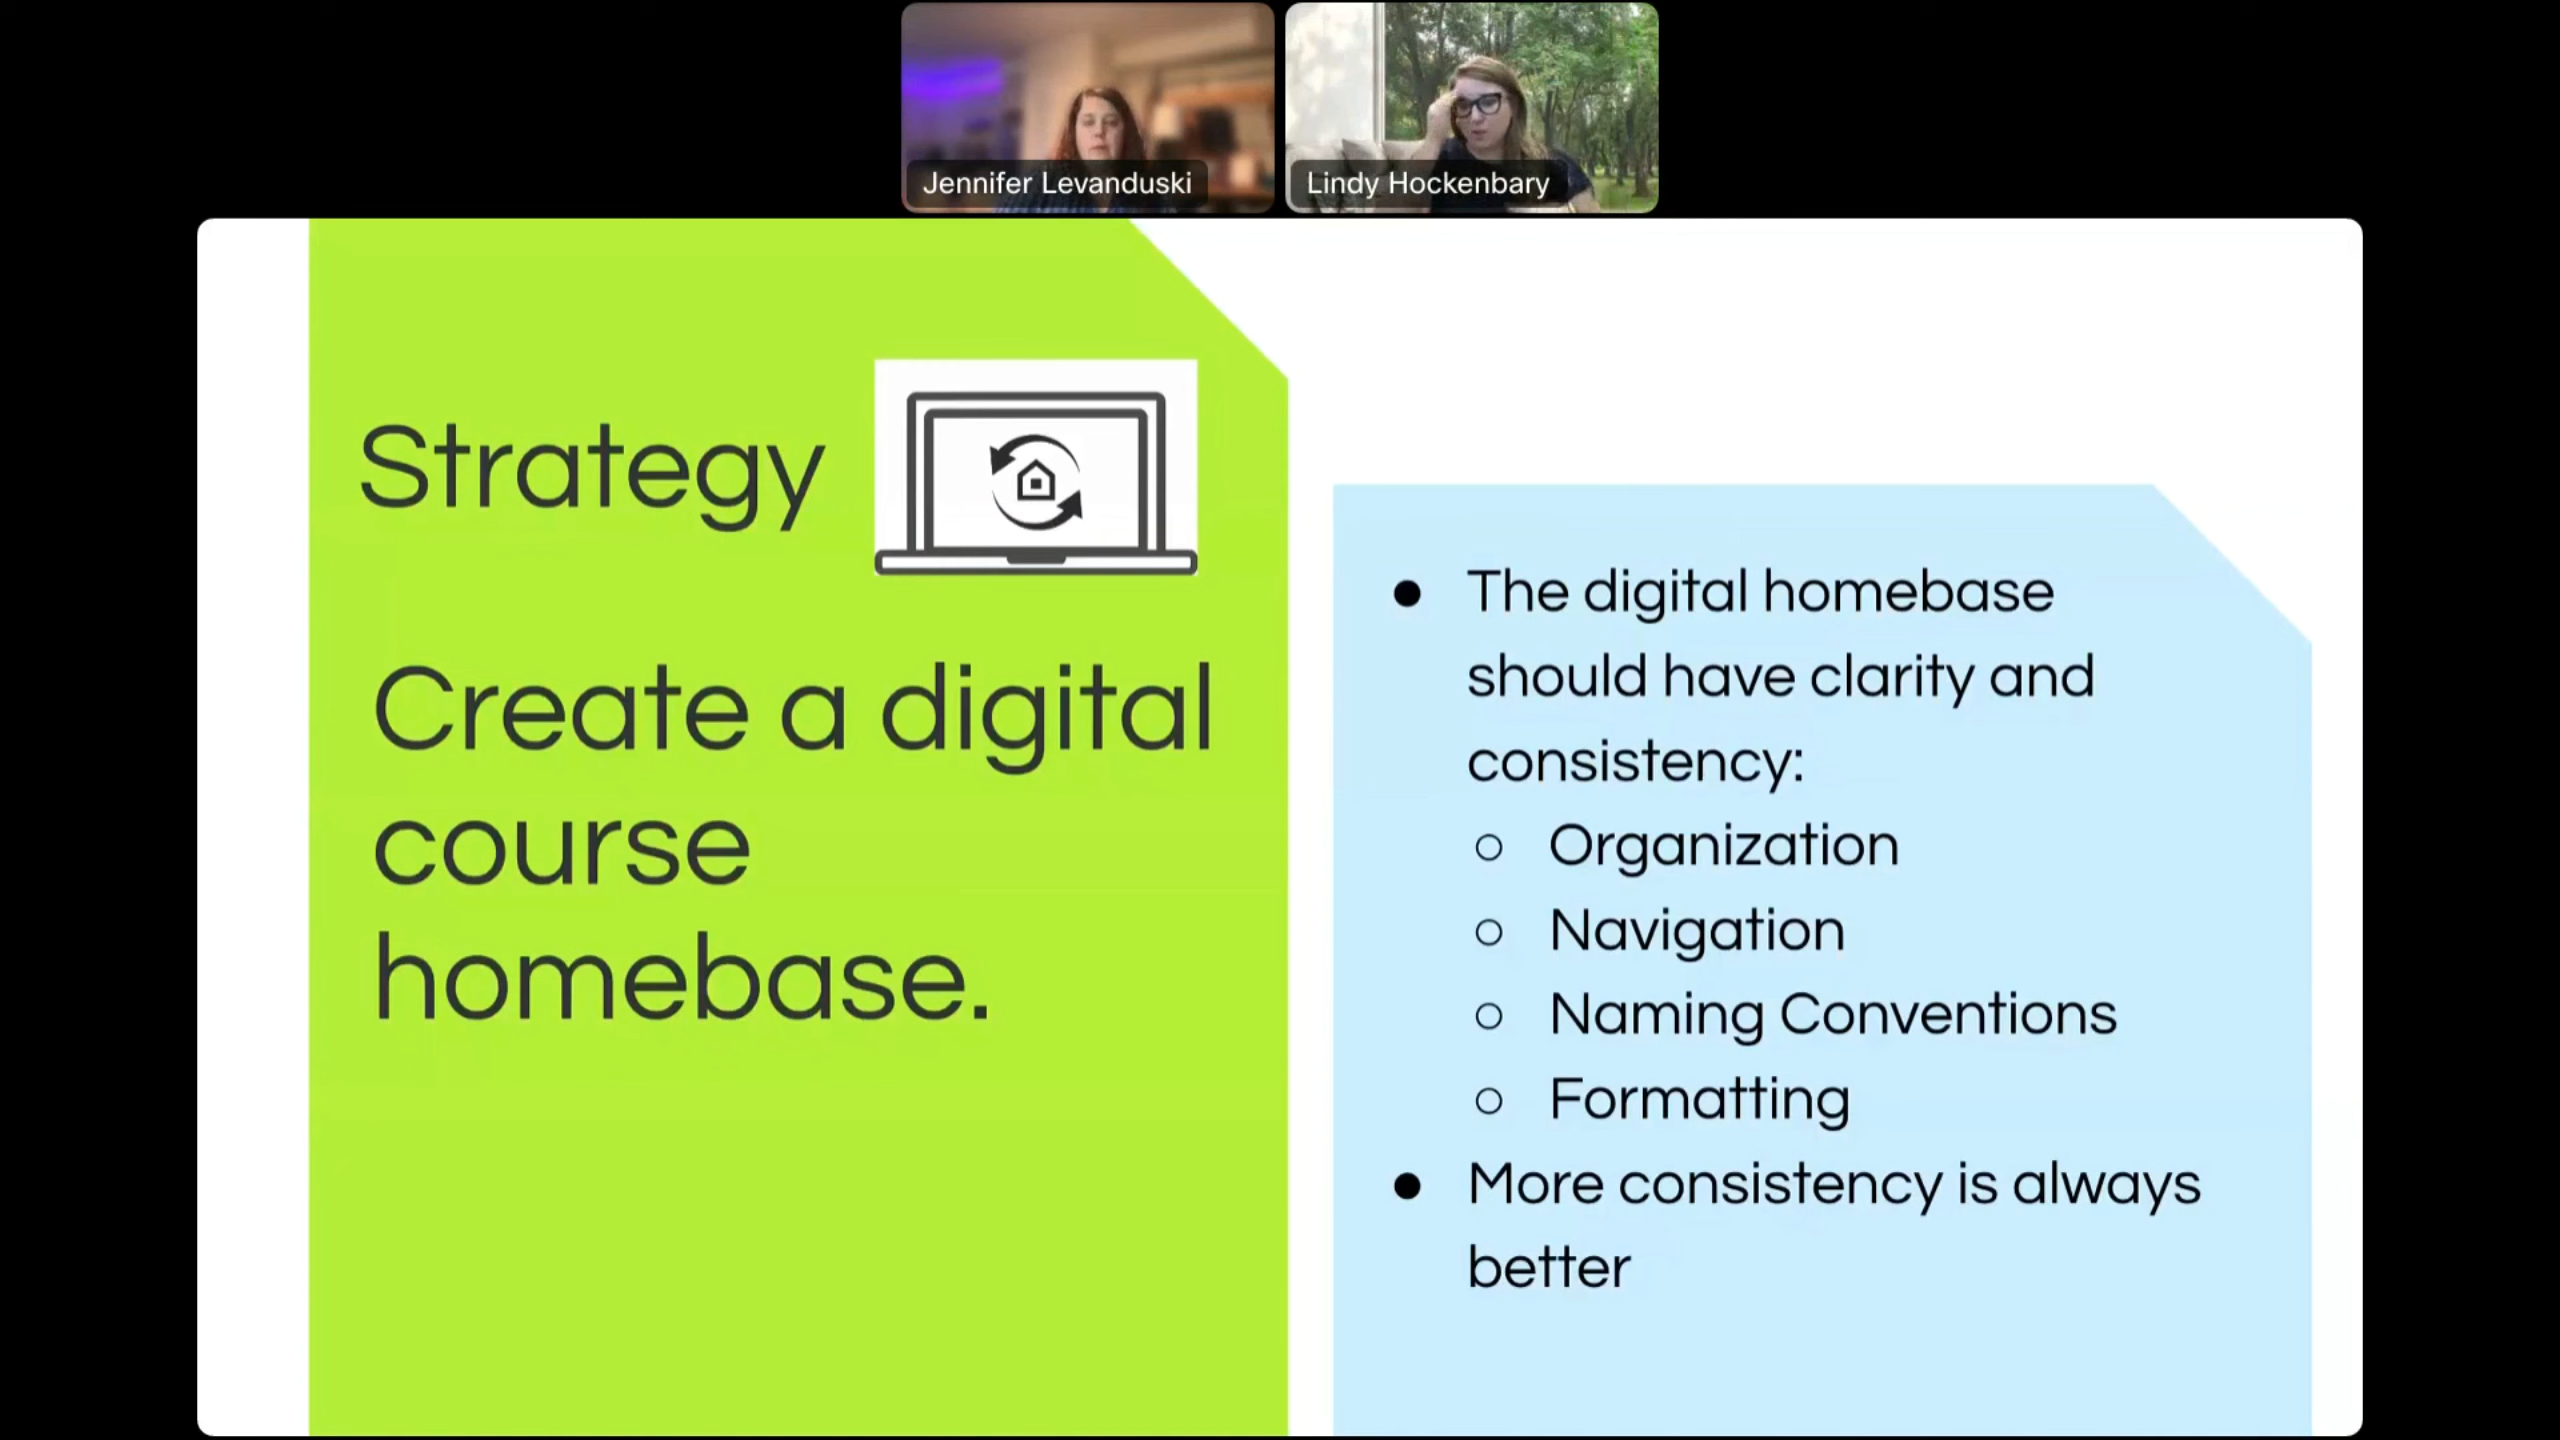 Jennifer Levanduski
Lindy Hockenbary
Strategy
Create a digital
course
homebase.
● The digital homebase
should have clarity and
consistency:
○ Organization
○ Navigation
○ Naming Conventions
○ Formatting
● More consistency is always
better